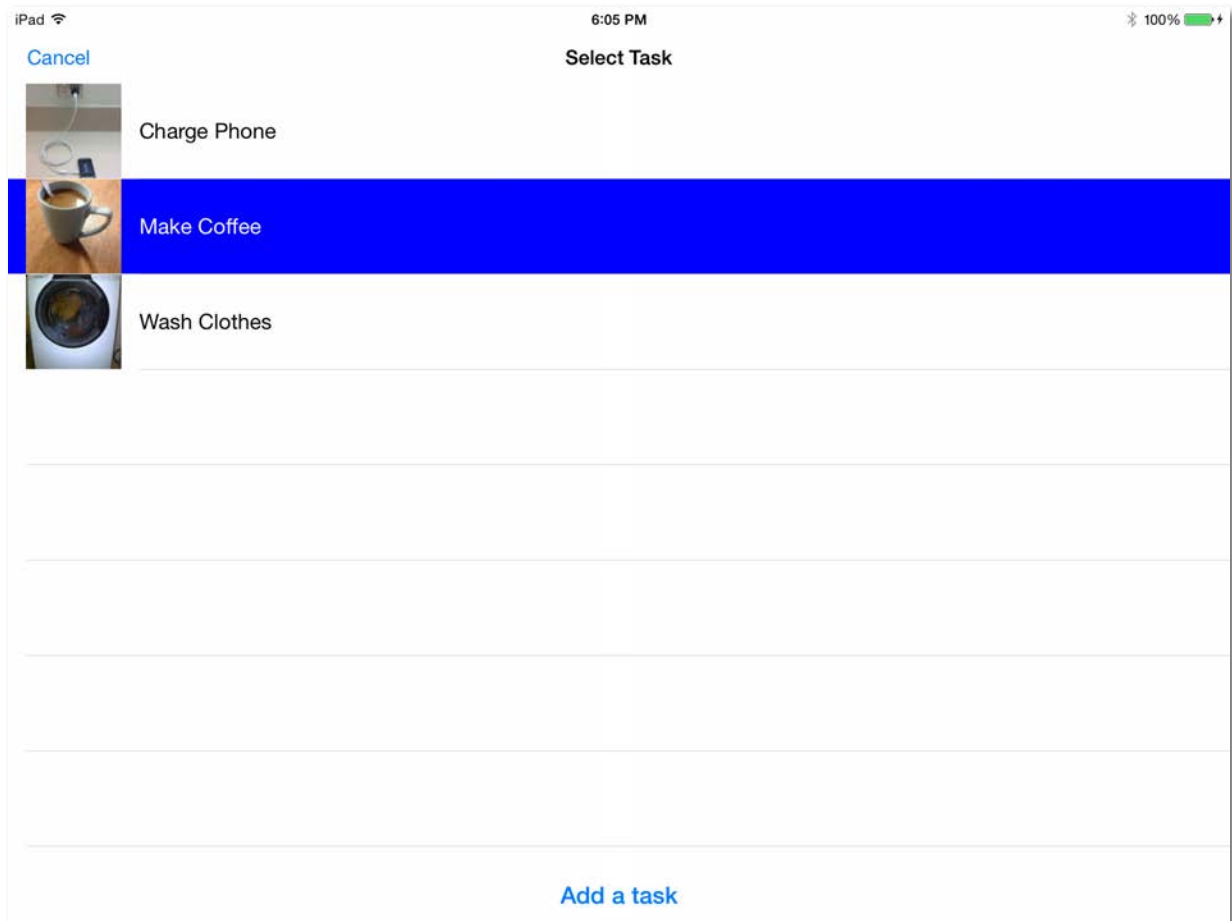 iPad 6:05 PM 100%
Cancel Select Task
Charge Phone
Make Coffee
Wash Clothes
Add a task